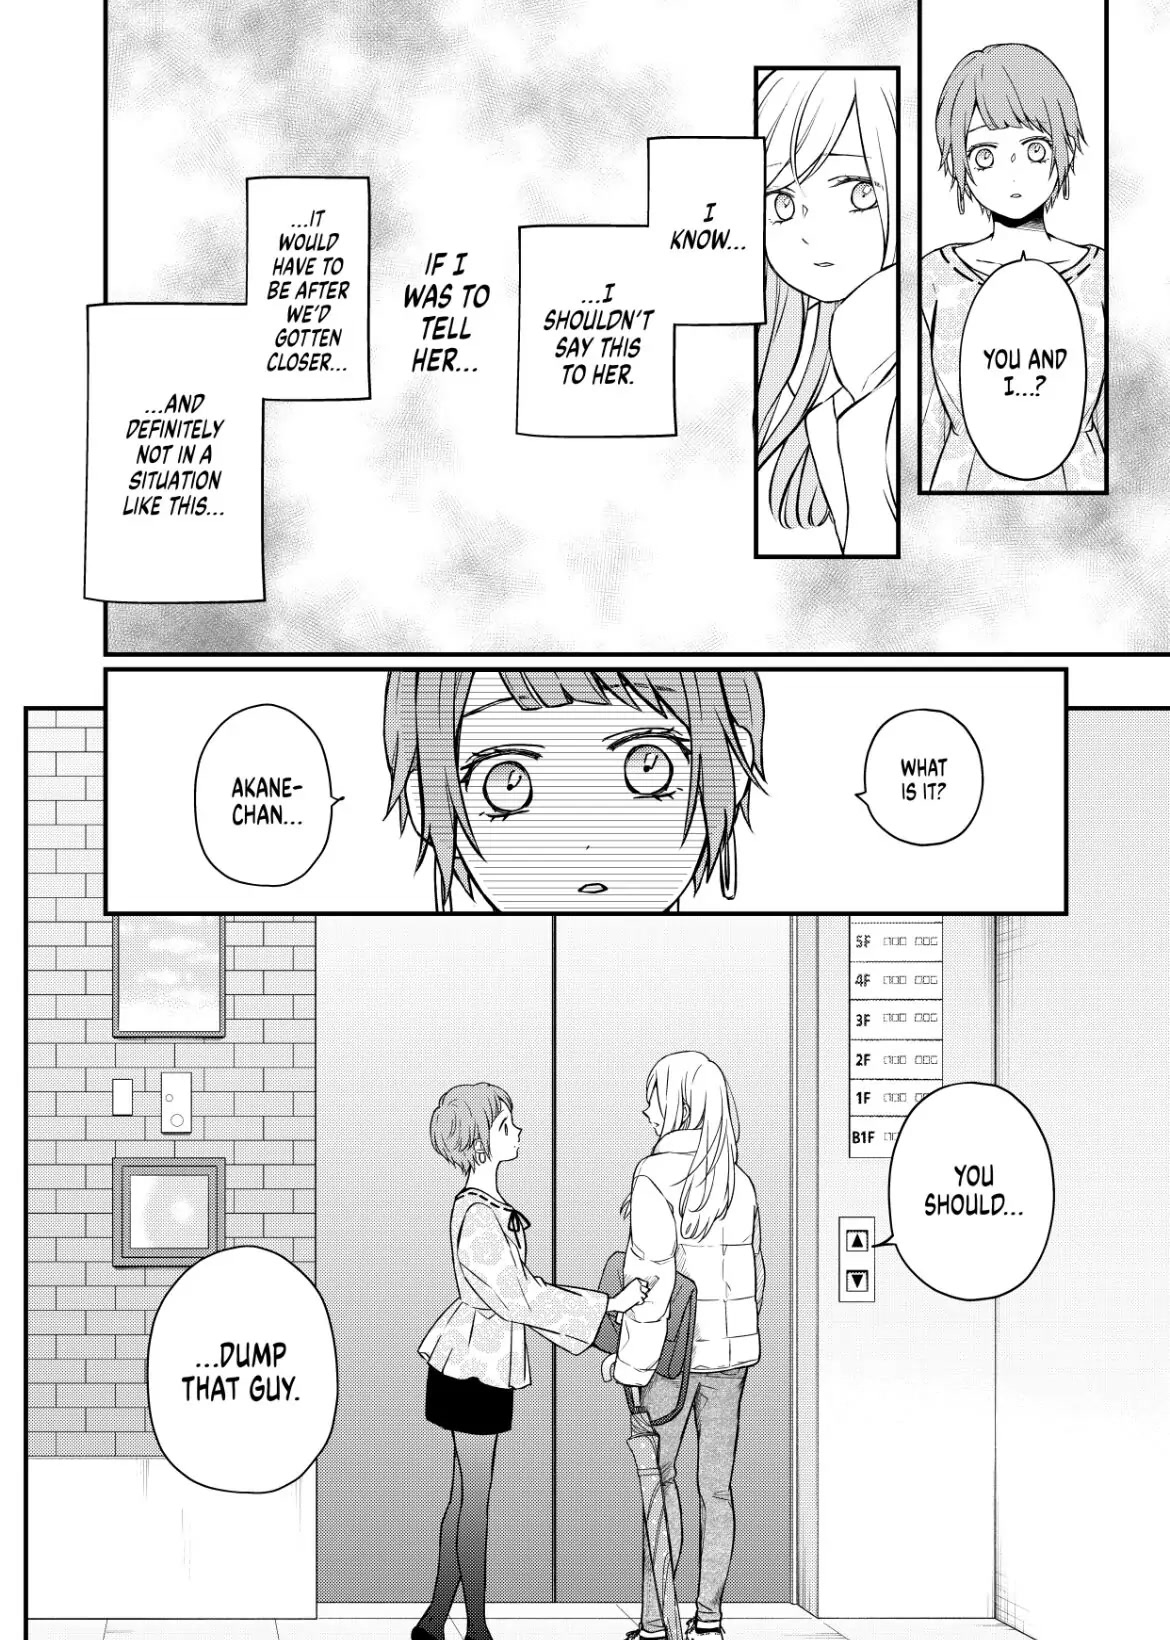 YOU AND
I...?
I
KNOW...
...I
SHOULDN'T
SAY THIS
TO HER.
IF I
WAS TO
TELL
HER...
...IT
WOULD
HAVE TO
BE AFTER
WE'D
GOTTEN
CLOSER...
...AND
DEFINITELY
NOT IN A
SITUATION
LIKE THIS...
WHAT
IS IT?
AKANE-
CHAN...
5F
4F
3F
2F
1F
B1F
YOU
SHOULD...
...DUMP
THAT GUY.